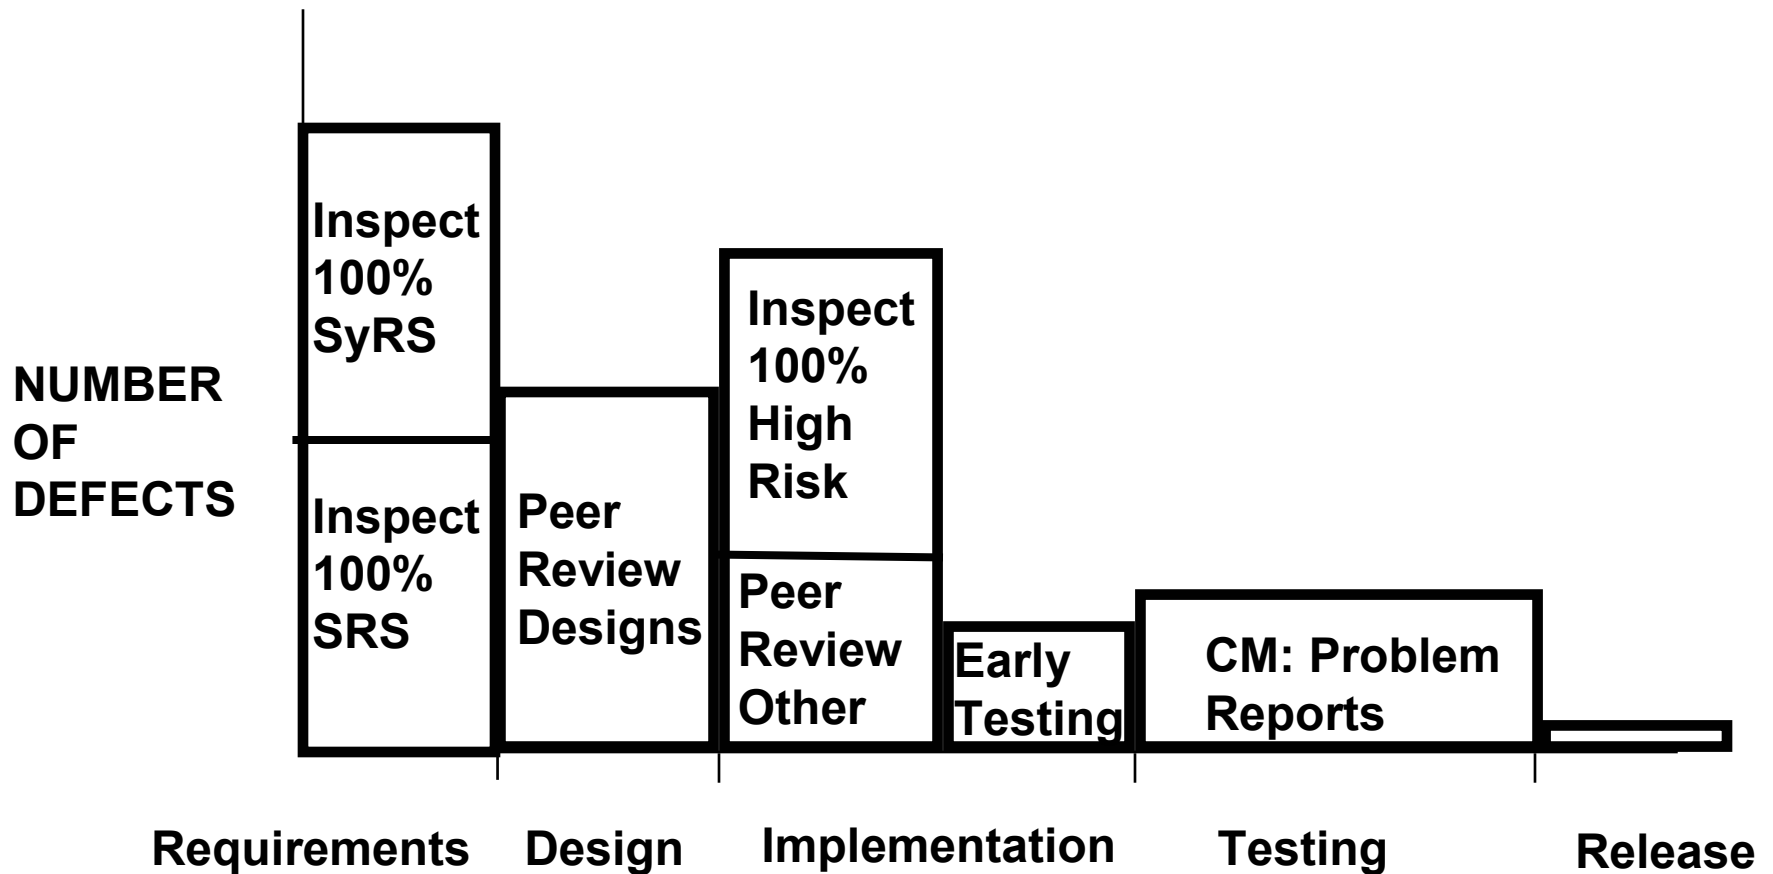 NUMBER
OF
DEFECTS
Inspect
100%
SyRS
Inspect
100%
SRS
Peer
Review
Designs
Inspect
100%
High
Risk
Peer
Review
Other
Early
Testing
CM: Problem
Reports
Requirements
Design
Implementation
Testing
Release